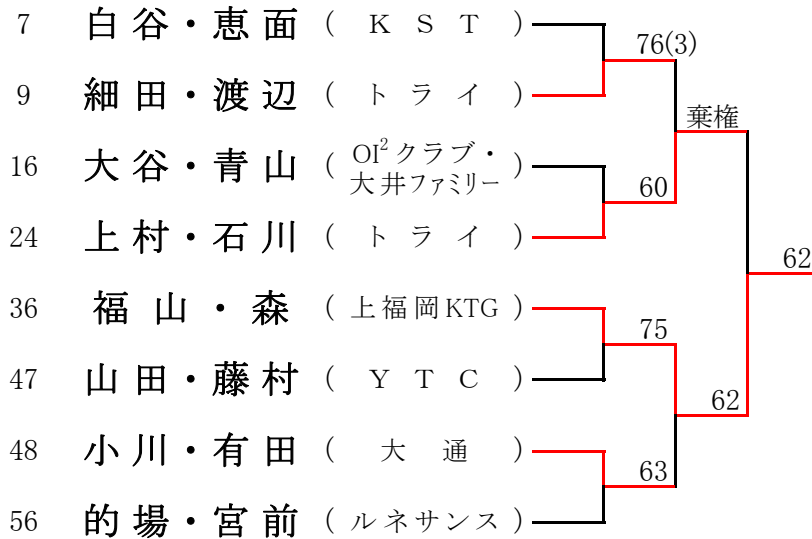 7 白谷・恵面 ( K S T )
76(3)
9 細田・渡辺 ( トライ )
棄権
16 大谷・青山 ( OI²クラブ・大井ファミリー )
60
24 上村・石川 ( トライ )
62
36 福山・森 ( 上福岡KTG )
75
47 山田・藤村 ( Y T C )
62
48 小川・有田 ( 大通 )
63
56 的場・宮前 ( ルネサンス )